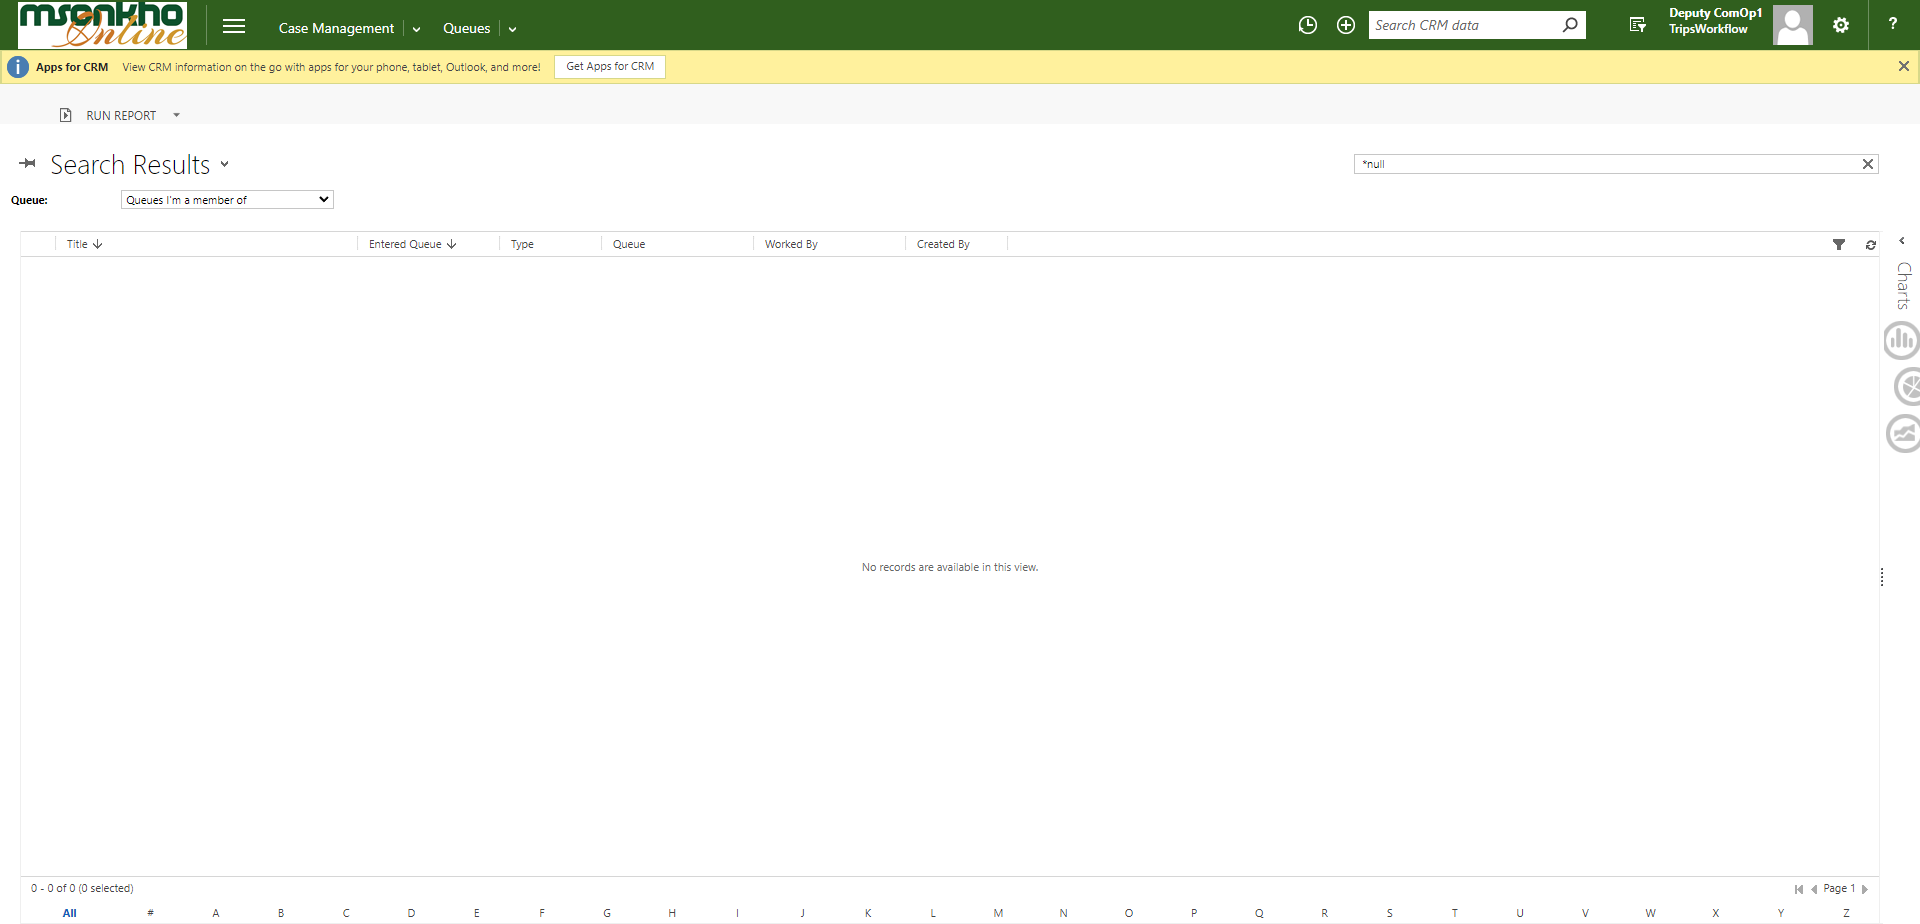 msonkho
Online
Case Management
Queues
Search CRM data
Deputy ComOp1
TripsWorkflow
?
Apps for CRM View CRM information on the go with apps for your phone, tablet, Outlook, and more! Get Apps for CRM
RUN REPORT
Search Results
*null
Queue: Queues I'm a member of
Title Entered Queue Type Queue Worked By Created By
Charts
No records are available in this view.
0 - 0 of 0 (0 selected)
Page 1
All # A B C D E F G H I J K L M N O P Q R S T U V W X Y Z